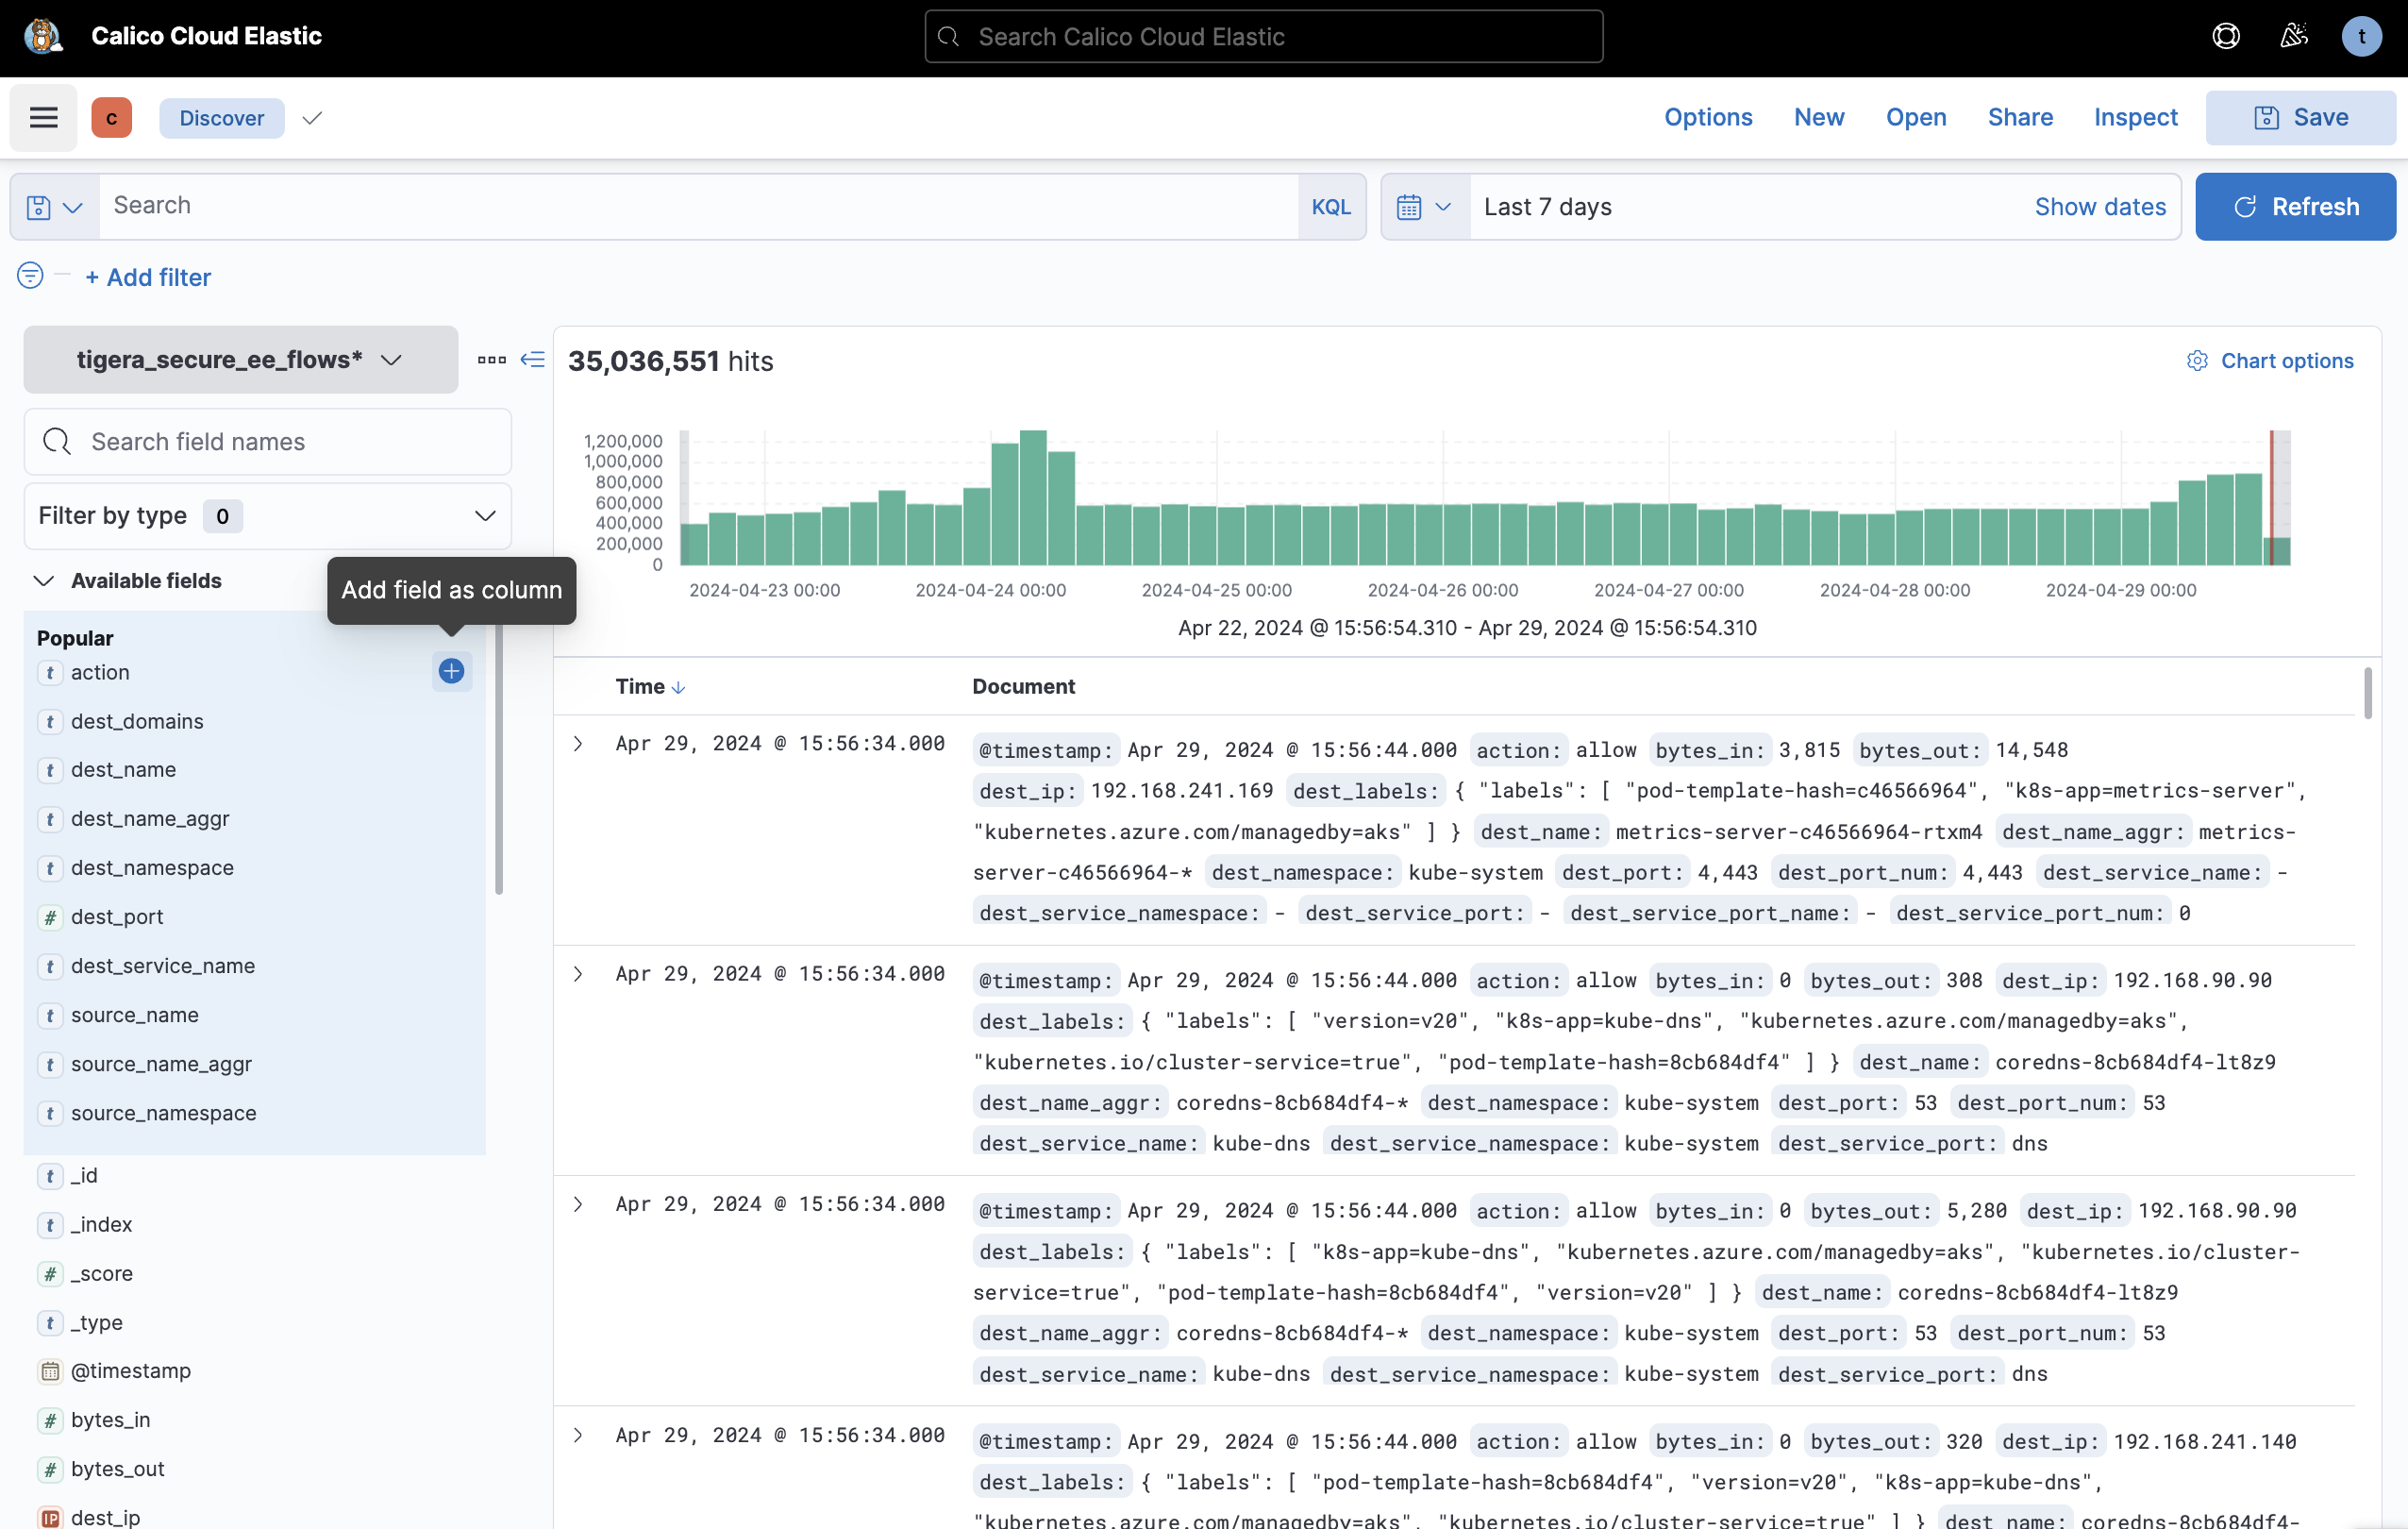 Calico Cloud Elastic
Search Calico Cloud Elastic
t
c
Discover
Options
New
Open
Share
Inspect
Save
Search
KQL
Last 7 days
Show dates
Refresh
+ Add filter
tigera_secure_ee_flows*
Search field names
Filter by type 0
Available fields
Add field as column
Popular
t action
t dest_domains
t dest_name
t dest_name_aggr
t dest_namespace
# dest_port
t dest_service_name
t source_name
t source_name_aggr
t source_namespace
t _id
t _index
# _score
t _type
@timestamp
# bytes_in
# bytes_out
IP dest_ip
35,036,551 hits
Chart options
1,200,000
1,000,000
800,000
600,000
400,000
200,000
0
2024-04-23 00:00 2024-04-24 00:00 2024-04-25 00:00 2024-04-26 00:00 2024-04-27 00:00 2024-04-28 00:00 2024-04-29 00:00
Apr 22, 2024 @ 15:56:54.310 - Apr 29, 2024 @ 15:56:54.310
Time Document
Apr 29, 2024 @ 15:56:34.000
@timestamp: Apr 29, 2024 @ 15:56:44.000 action: allow bytes_in: 3,815 bytes_out: 14,548
dest_ip: 192.168.241.169 dest_labels: { "labels": [ "pod-template-hash=c46566964", "k8s-app=metrics-server",
"kubernetes.azure.com/managedby=aks" ] } dest_name: metrics-server-c46566964-rtxm4 dest_name_aggr: metrics-
server-c46566964-* dest_namespace: kube-system dest_port: 4,443 dest_port_num: 4,443 dest_service_name: -
dest_service_namespace: - dest_service_port: - dest_service_port_name: - dest_service_port_num: 0
Apr 29, 2024 @ 15:56:34.000
@timestamp: Apr 29, 2024 @ 15:56:44.000 action: allow bytes_in: 0 bytes_out: 308 dest_ip: 192.168.90.90
dest_labels: { "labels": [ "version=v20", "k8s-app=kube-dns", "kubernetes.azure.com/managedby=aks",
"kubernetes.io/cluster-service=true", "pod-template-hash=8cb684df4" ] } dest_name: coredns-8cb684df4-lt8z9
dest_name_aggr: coredns-8cb684df4-* dest_namespace: kube-system dest_port: 53 dest_port_num: 53
dest_service_name: kube-dns dest_service_namespace: kube-system dest_service_port: dns
Apr 29, 2024 @ 15:56:34.000
@timestamp: Apr 29, 2024 @ 15:56:44.000 action: allow bytes_in: 0 bytes_out: 5,280 dest_ip: 192.168.90.90
dest_labels: { "labels": [ "k8s-app=kube-dns", "kubernetes.azure.com/managedby=aks", "kubernetes.io/cluster-
service=true", "pod-template-hash=8cb684df4", "version=v20" ] } dest_name: coredns-8cb684df4-lt8z9
dest_name_aggr: coredns-8cb684df4-* dest_namespace: kube-system dest_port: 53 dest_port_num: 53
dest_service_name: kube-dns dest_service_namespace: kube-system dest_service_port: dns
Apr 29, 2024 @ 15:56:34.000
@timestamp: Apr 29, 2024 @ 15:56:44.000 action: allow bytes_in: 0 bytes_out: 320 dest_ip: 192.168.241.140
dest_labels: { "labels": [ "pod-template-hash=8cb684df4", "version=v20", "k8s-app=kube-dns",
"kubernetes.azure.com/managedby=aks", "kubernetes.io/cluster-service=true" ] } dest_name: coredns-8cb684df4-